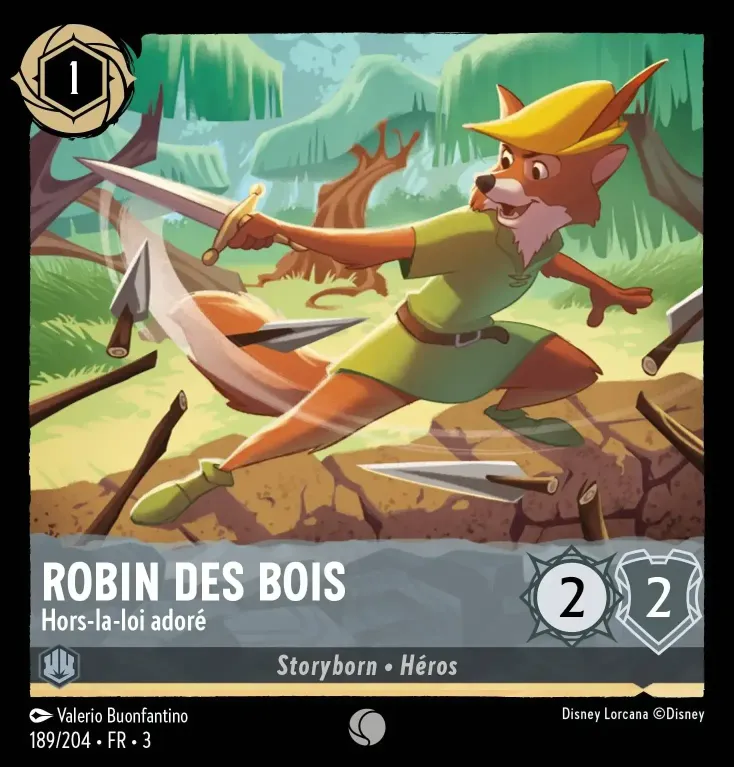 1
ROBIN DES BOIS
Hors-la-loi adoré
2 2
Storyborn • Héros
Valerio Buonfantino
Disney Lorcana ©Disney
189/204 • FR • 3